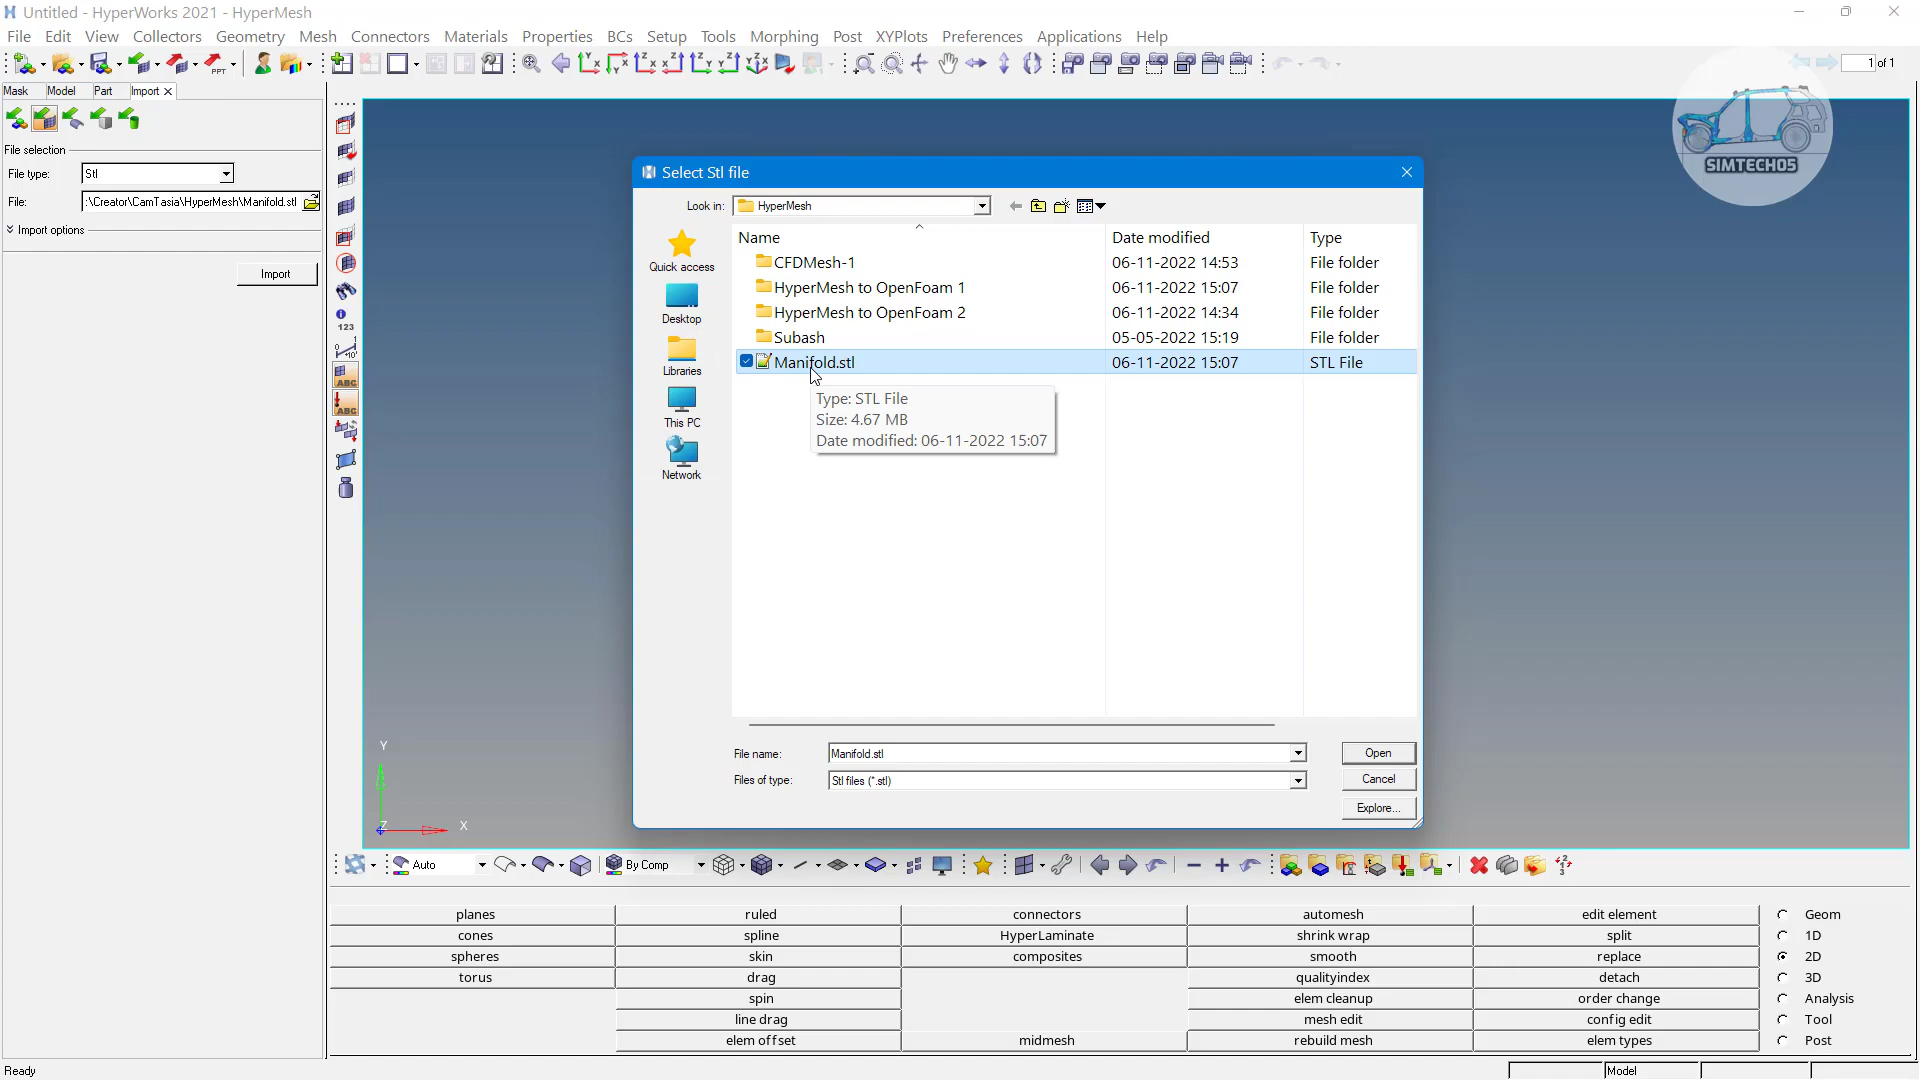 Untitled - HyperWorks 2021 - HyperMesh
File Edit View Collectors Geometry Mesh Connectors Materials Properties BCs Setup Tools Morphing Post XYPlots Preferences Applications Help
PPT
1 of 1
Mask Model Part Import
File selection
File type: Stl
File: :\Creator\CamTasia\HyperMesh\Manifold.stl
Import options
Import
123
ABC
ABC
SIMTECH05
Select Stl file
Look in: HyperMesh
Name Date modified Type
CFDMesh-1 06-11-2022 14:53 File folder
HyperMesh to OpenFoam 1 06-11-2022 15:07 File folder
HyperMesh to OpenFoam 2 06-11-2022 14:34 File folder
Subash 05-05-2022 15:19 File folder
Manifold.stl 06-11-2022 15:07 STL File
Type: STL File
Size: 4.67 MB
Date modified: 06-11-2022 15:07
Quick access
Desktop
Libraries
This PC
Network
File name: Manifold.stl Open
Files of type: Stl files (*.stl) Cancel
Explore...
Y
Z X
Auto By Comp
planes ruled connectors automesh edit element Geom
cones spline HyperLaminate shrink wrap split 1D
spheres skin composites smooth replace 2D
torus drag qualityindex detach 3D
spin elem cleanup order change Analysis
line drag mesh edit config edit Tool
elem offset midmesh rebuild mesh elem types Post
Ready Model